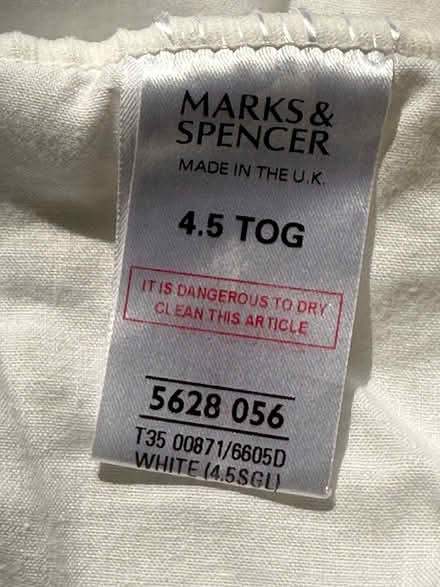 MARKS &
SPENCER
MADE IN THE U.K.
4.5 TOG
IT IS DANGEROUS TO DRY
CLEAN THIS ARTICLE
5628 056
T35 00871/6605D
WHITE (4.5SGL)